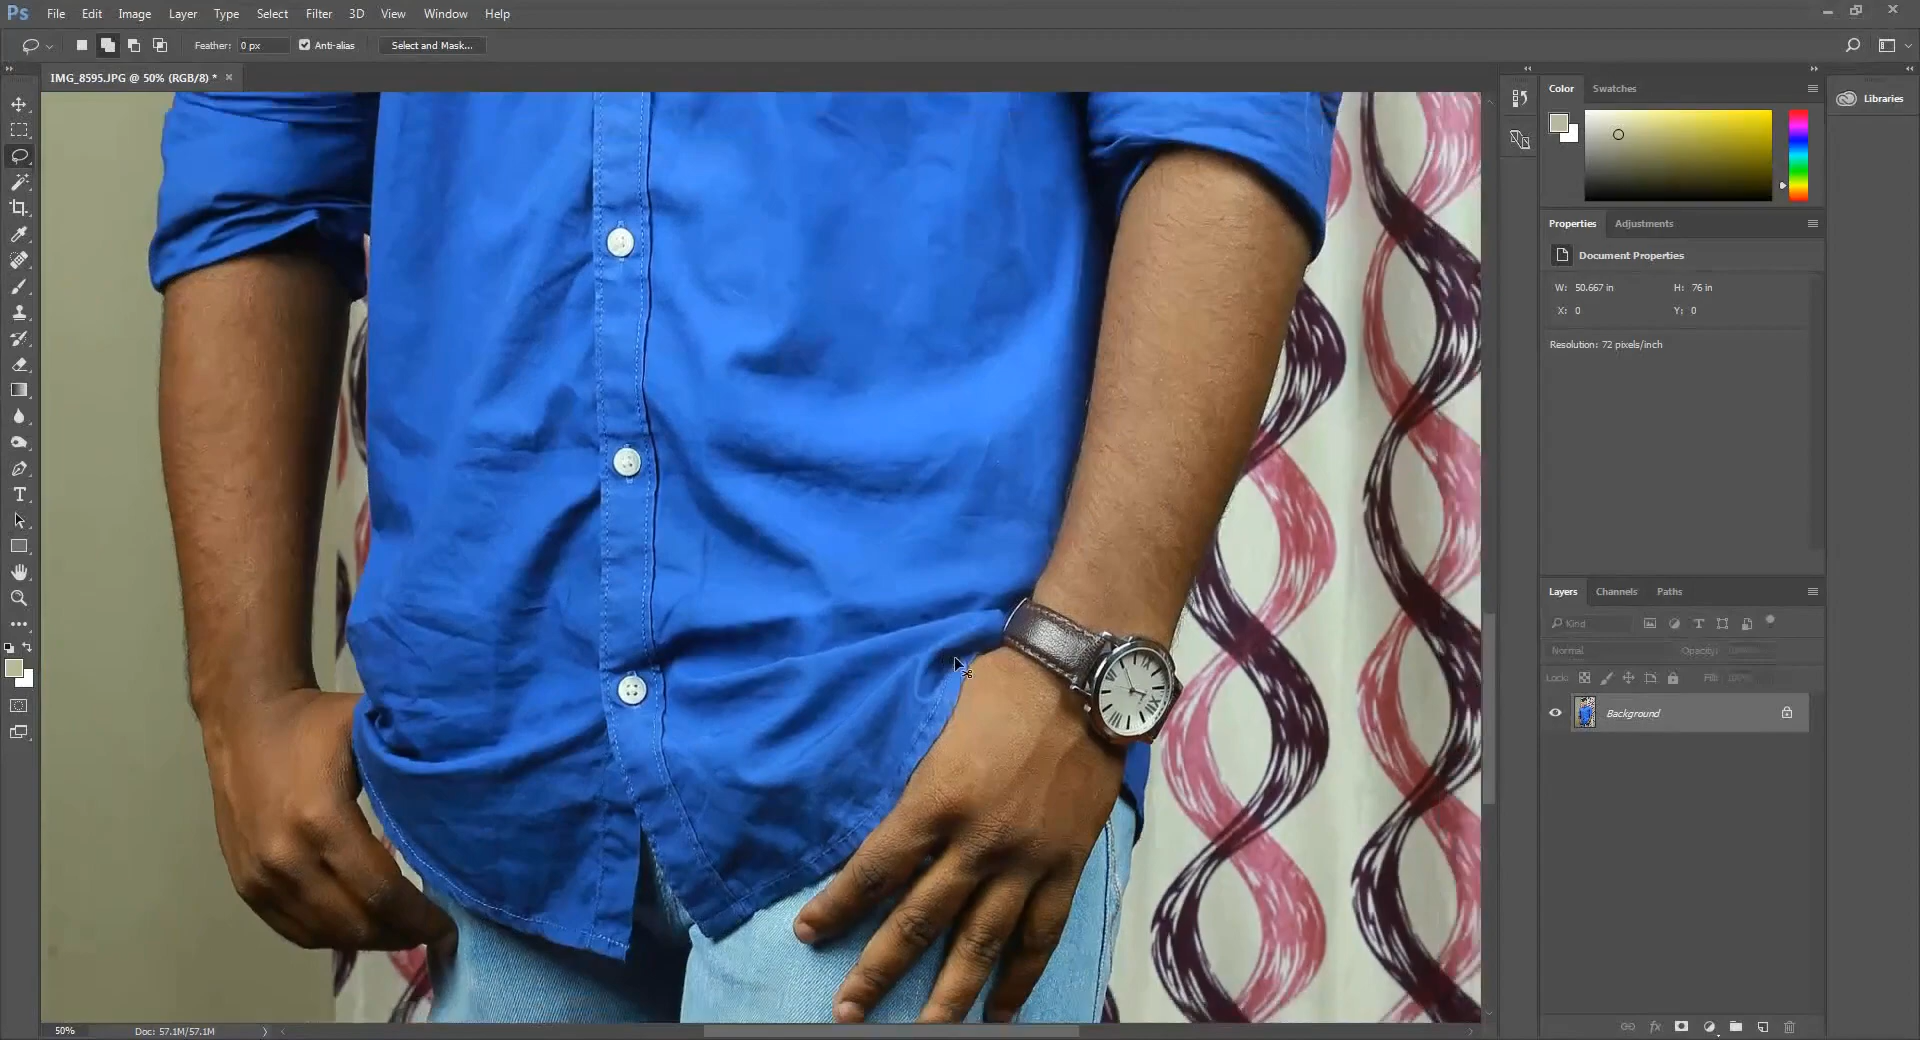 Ps File Edit Image Layer Type Select Filter 3D View Window Help
Feather: 0 px Anti-alias Select and Mask...
IMG_8595.JPG @ 50% (RGB/8) * ×
Color Swatches
Libraries
Properties Adjustments
Document Properties
W: 50.667 in H: 76 in
X: 0 Y: 0
Resolution: 72 pixels/inch
Layers Channels Paths
Kind
Normal Opacity: 100%
Lock: Fill: 100%
Background
50% Doc: 57.1M/57.1M